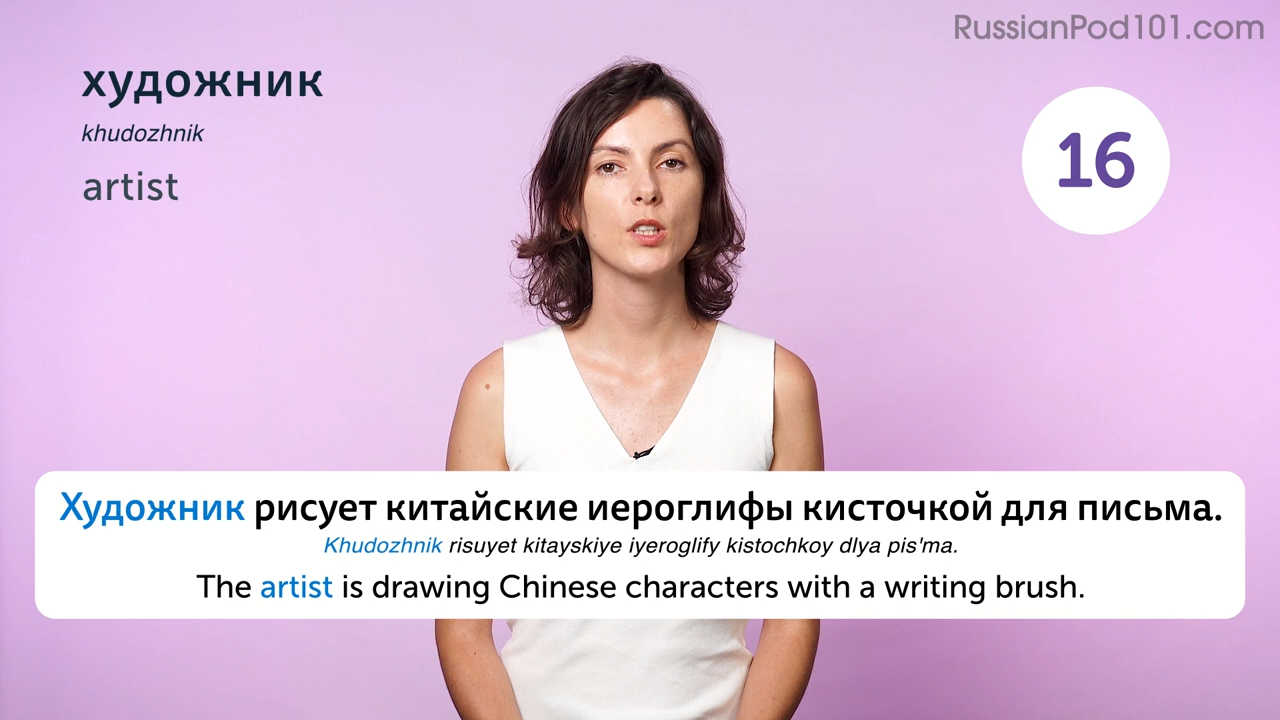 RussianPod101.com
художник
khudozhnik
artist
16
Художник рисует китайские иероглифы кисточкой для письма.
Khudozhnik risuyet kitayskiye iyeroglify kistochkoy dlya pis'ma.
The artist is drawing Chinese characters with a writing brush.